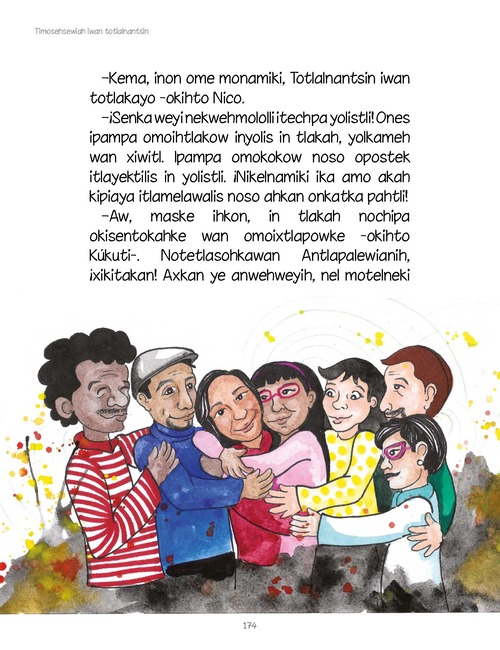 Timosehsewiah iwan totlalnantsin
–Kema, inon ome monamiki, Totlalnantsin iwan
totlakayo -okihto Nico.
–¡Senka weyi nekwehmololli itechpa yolistli! Ones
ipampa omoihtlakow inyolis in tlakah, yolkameh
wan xiwitl. Ipampa omokokow noso opostek
itlayektilis in yolistli. ¡Nikelnamiki ika amo akah
kipiaya itlamelawalis noso ahkan onkatka pahtli!
–Aw, maske ihkon, in tlakah nochipa
okisentokahke wan omoixtlapowke -okihto
Kúkuti-. Notetlasohkawan Antlapalewianih,
¡xikitakan! Axkan ye anwehweyih, nel motelneki
174